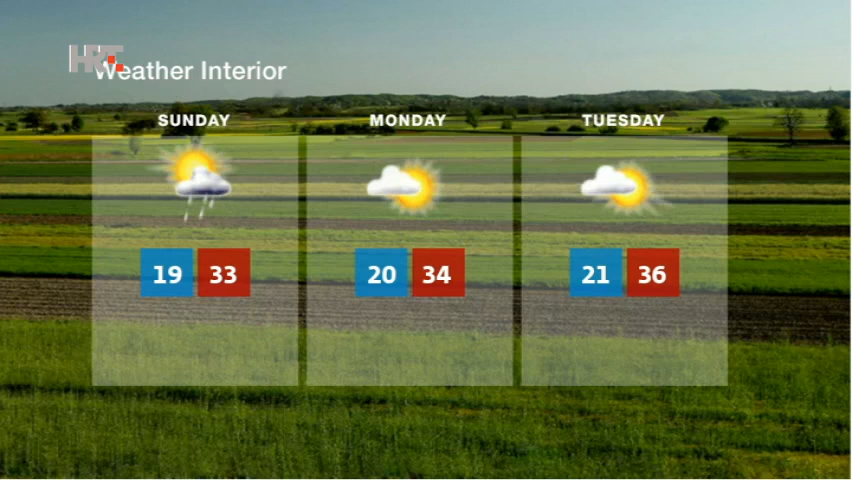 HRT
Weather Interior
SUNDAY MONDAY TUESDAY
19 33 20 34 21 36